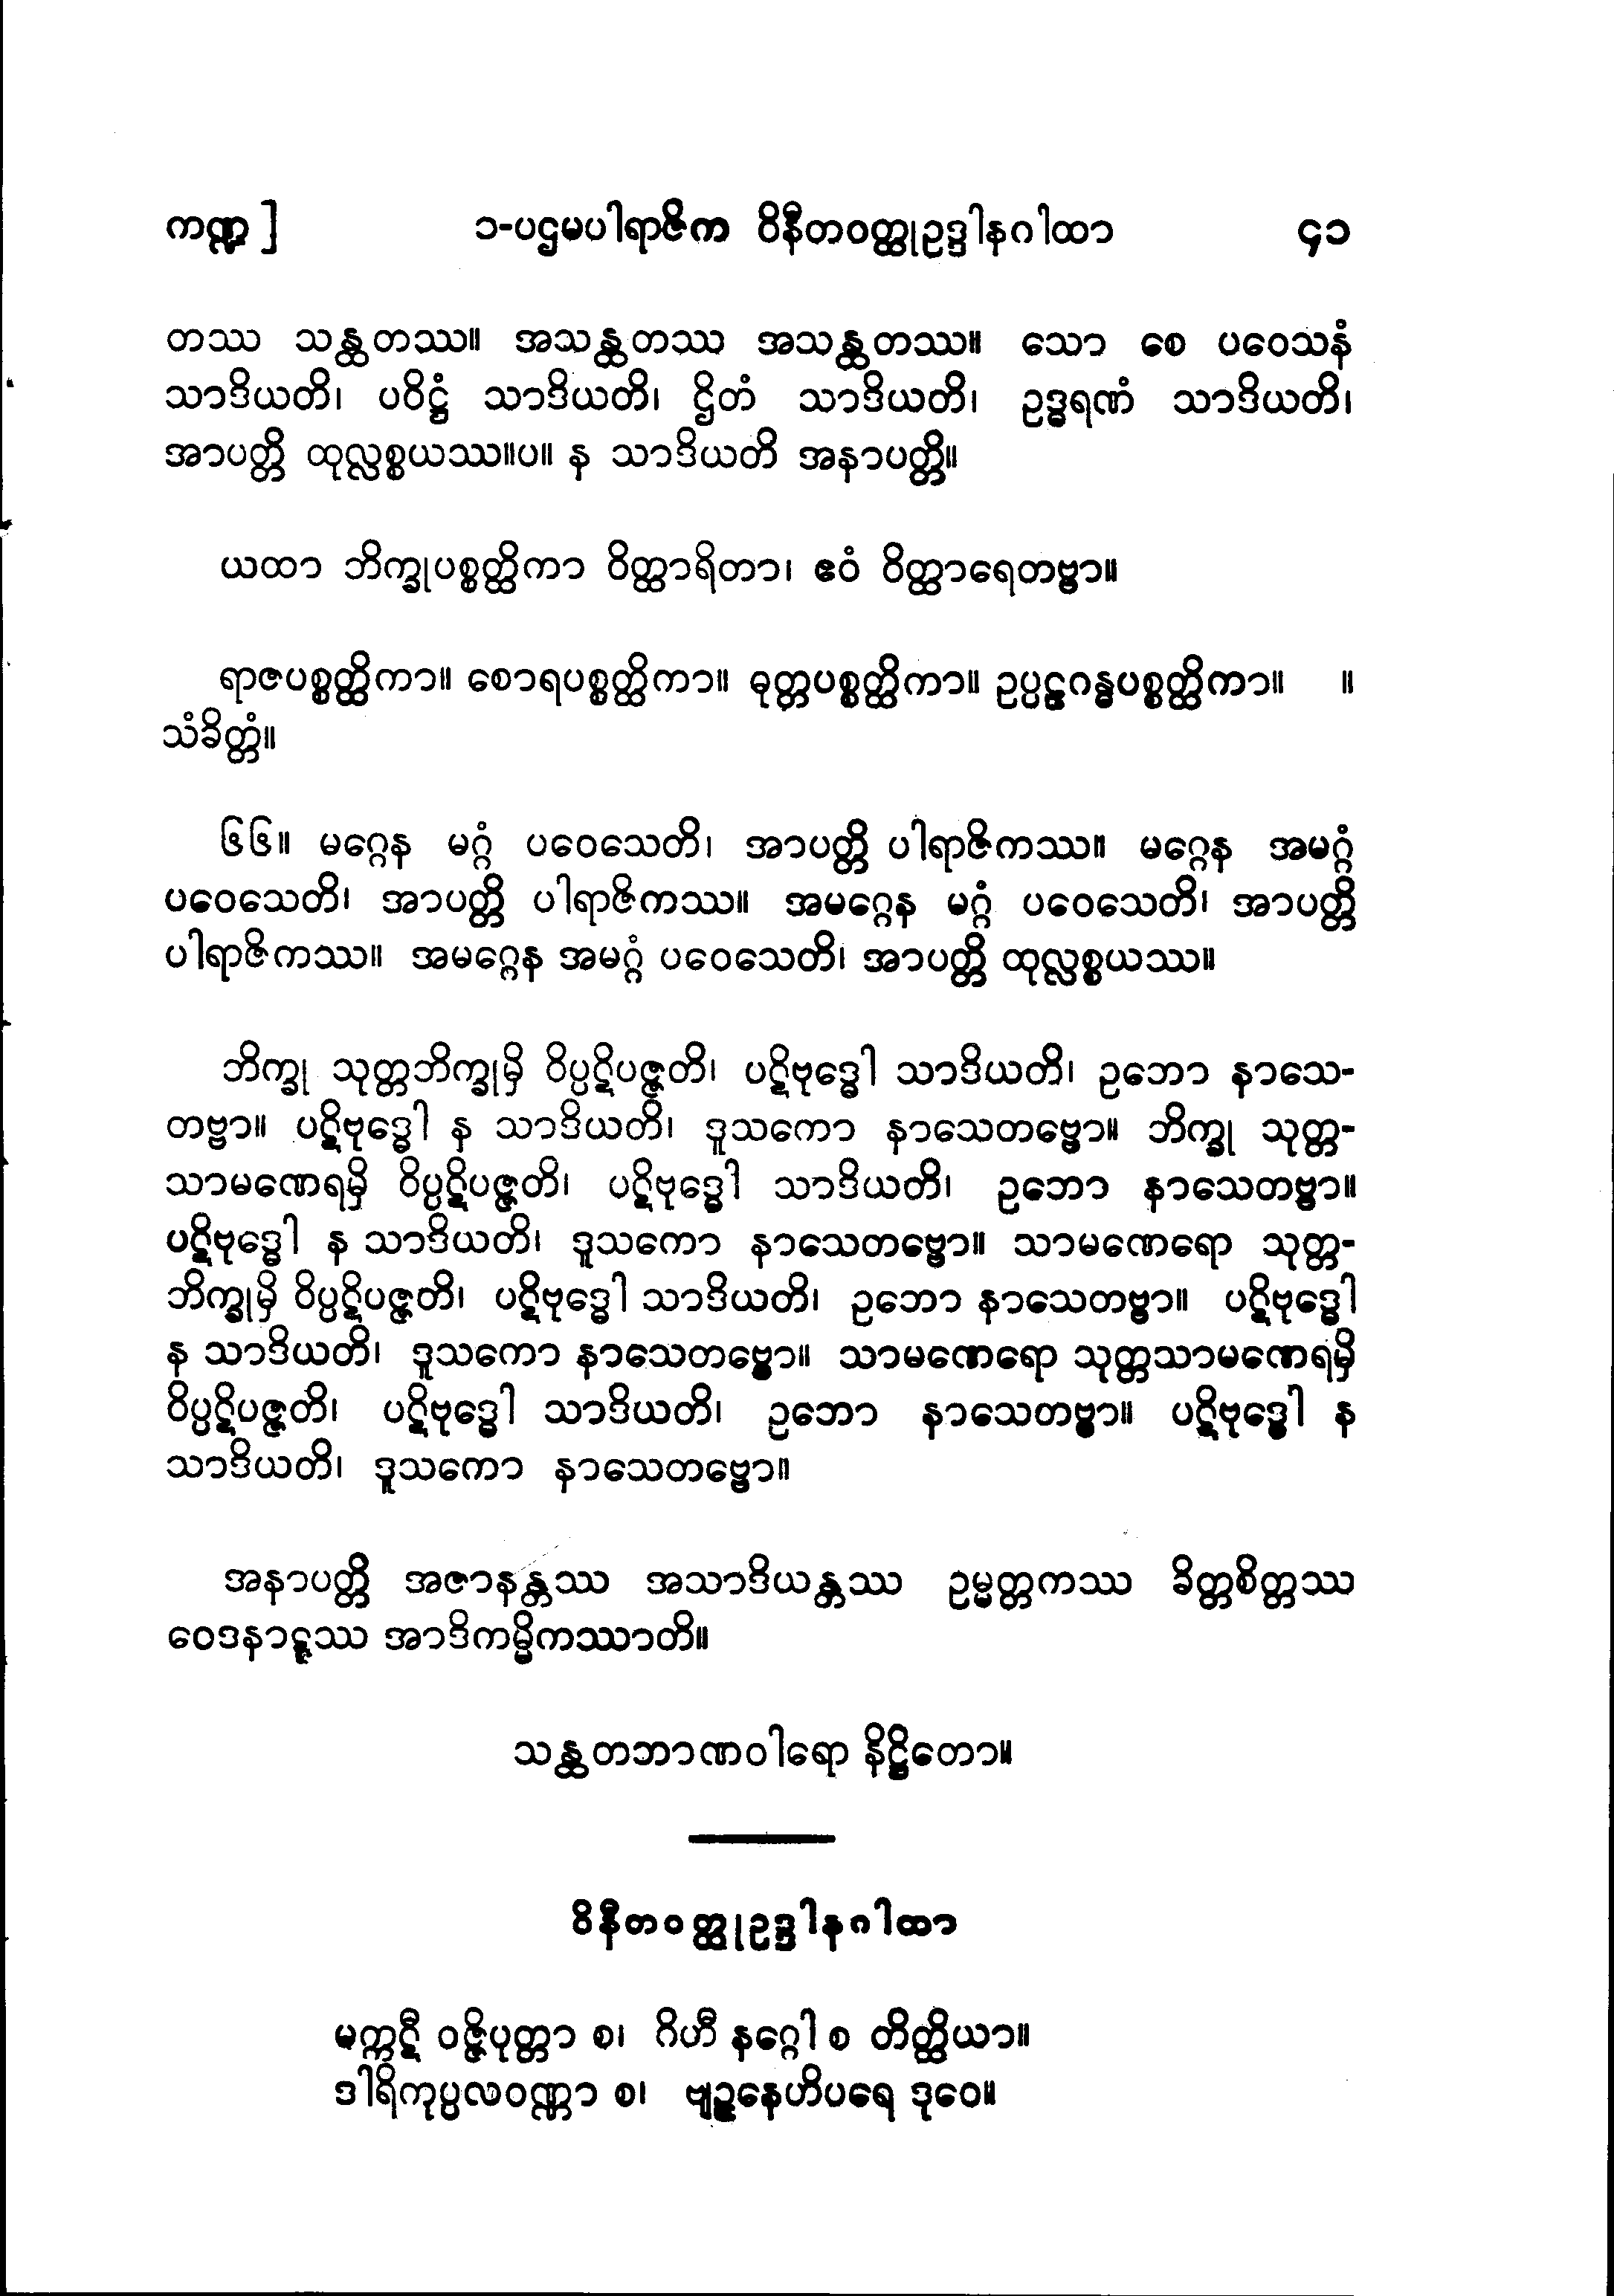 ကဏ္ဍ ] ၁-ပဌမပါရာဇိက ဝိနီတဝတ္ထုဥဒ္ဒါနဂါထာ ၄၁
တဿ သန္ထတဿ။ အသန္ထတဿ အသန္ထတဿ။ သော စေ ပဝေသနံ
သာဒိယတိ၊ ပဝိဋ္ဌံ သာဒိယတိ၊ ဌိတံ သာဒိယတိ၊ ဥဒ္ဓရဏံ သာဒိယတိ၊
အာပတ္တိ ထုလ္လစ္စယဿ။ပ။ န သာဒိယတိ အနာပတ္တိ။
ယထာ ဘိက္ခုပစ္စတ္ထိကာ ဝိတ္ထာရိတာ၊ ဧဝံ ဝိတ္ထာရေတဗ္ဗာ။
ရာဇပစ္စတ္ထိကာ။ စောရပစ္စတ္ထိကာ။ ဓုတ္တပစ္စတ္ထိကာ။ ဥပ္ပဠဂန္ဓပစ္စတ္ထိကာ။ ။
သံခိတ္တံ။
၆၆။ မဂ္ဂေန မဂ္ဂံ ပဝေသေတိ၊ အာပတ္တိ ပါရာဇိကဿ။ မဂ္ဂေန အမဂ္ဂံ
ပဝေသေတိ၊ အာပတ္တိ ပါရာဇိကဿ။ အမဂ္ဂေန မဂ္ဂံ ပဝေသေတိ၊ အာပတ္တိ
ပါရာဇိကဿ။ အမဂ္ဂေန အမဂ္ဂံ ပဝေသေတိ၊ အာပတ္တိ ထုလ္လစ္စယဿ။
ဘိက္ခု သုတ္တဘိက္ခုမှိ ဝိပ္ပဋိပဇ္ဇတိ၊ ပဋိဗုဒ္ဓေါ သာဒိယတိ၊ ဥဘော နာသေ-
တဗ္ဗာ။ ပဋိဗုဒ္ဓေါ န သာဒိယတိ၊ ဒူသကော နာသေတဗ္ဗော။ ဘိက္ခု သုတ္တ-
သာမဏေရမှိ ဝိပ္ပဋိပဇ္ဇတိ၊ ပဋိဗုဒ္ဓေါ သာဒိယတိ၊ ဥဘော နာသေတဗ္ဗာ။
ပဋိဗုဒ္ဓေါ န သာဒိယတိ၊ ဒူသကော နာသေတဗ္ဗော။ သာမဏေရော သုတ္တ-
ဘိက္ခုမှိ ဝိပ္ပဋိပဇ္ဇတိ၊ ပဋိဗုဒ္ဓေါ သာဒိယတိ၊ ဥဘော နာသေတဗ္ဗာ။ ပဋိဗုဒ္ဓေါ
န သာဒိယတိ၊ ဒူသကော နာသေတဗ္ဗော။ သာမဏေရော သုတ္တသာမဏေရမှိ
ဝိပ္ပဋိပဇ္ဇတိ၊ ပဋိဗုဒ္ဓေါ သာဒိယတိ၊ ဥဘော နာသေတဗ္ဗာ။ ပဋိဗုဒ္ဓေါ န
သာဒိယတိ၊ ဒူသကော နာသေတဗ္ဗော။
အနာပတ္တိ အဇာနန္တဿ အသာဒိယန္တဿ ဥမ္မတ္တကဿ ခိတ္တစိတ္တဿ
ဝေဒနာဋ္ဋဿ အာဒိကမ္မိကဿာတိ။
သန္ထတဘာဏဝါရော နိဋ္ဌိတော။
ဝိနီတဝတ္ထုဥဒ္ဒါနဂါထာ
မက္ကဋီ ဝဇ္ဇိပုတ္တာ စ၊ ဂိဟီ နဂ္ဂေါ စ တိတ္ထိယာ။
ဒါရိကုပ္ပလဝဏ္ဏာ စ၊ ဗျဉ္ဇနေဟိပရေ ဒုဝေ။